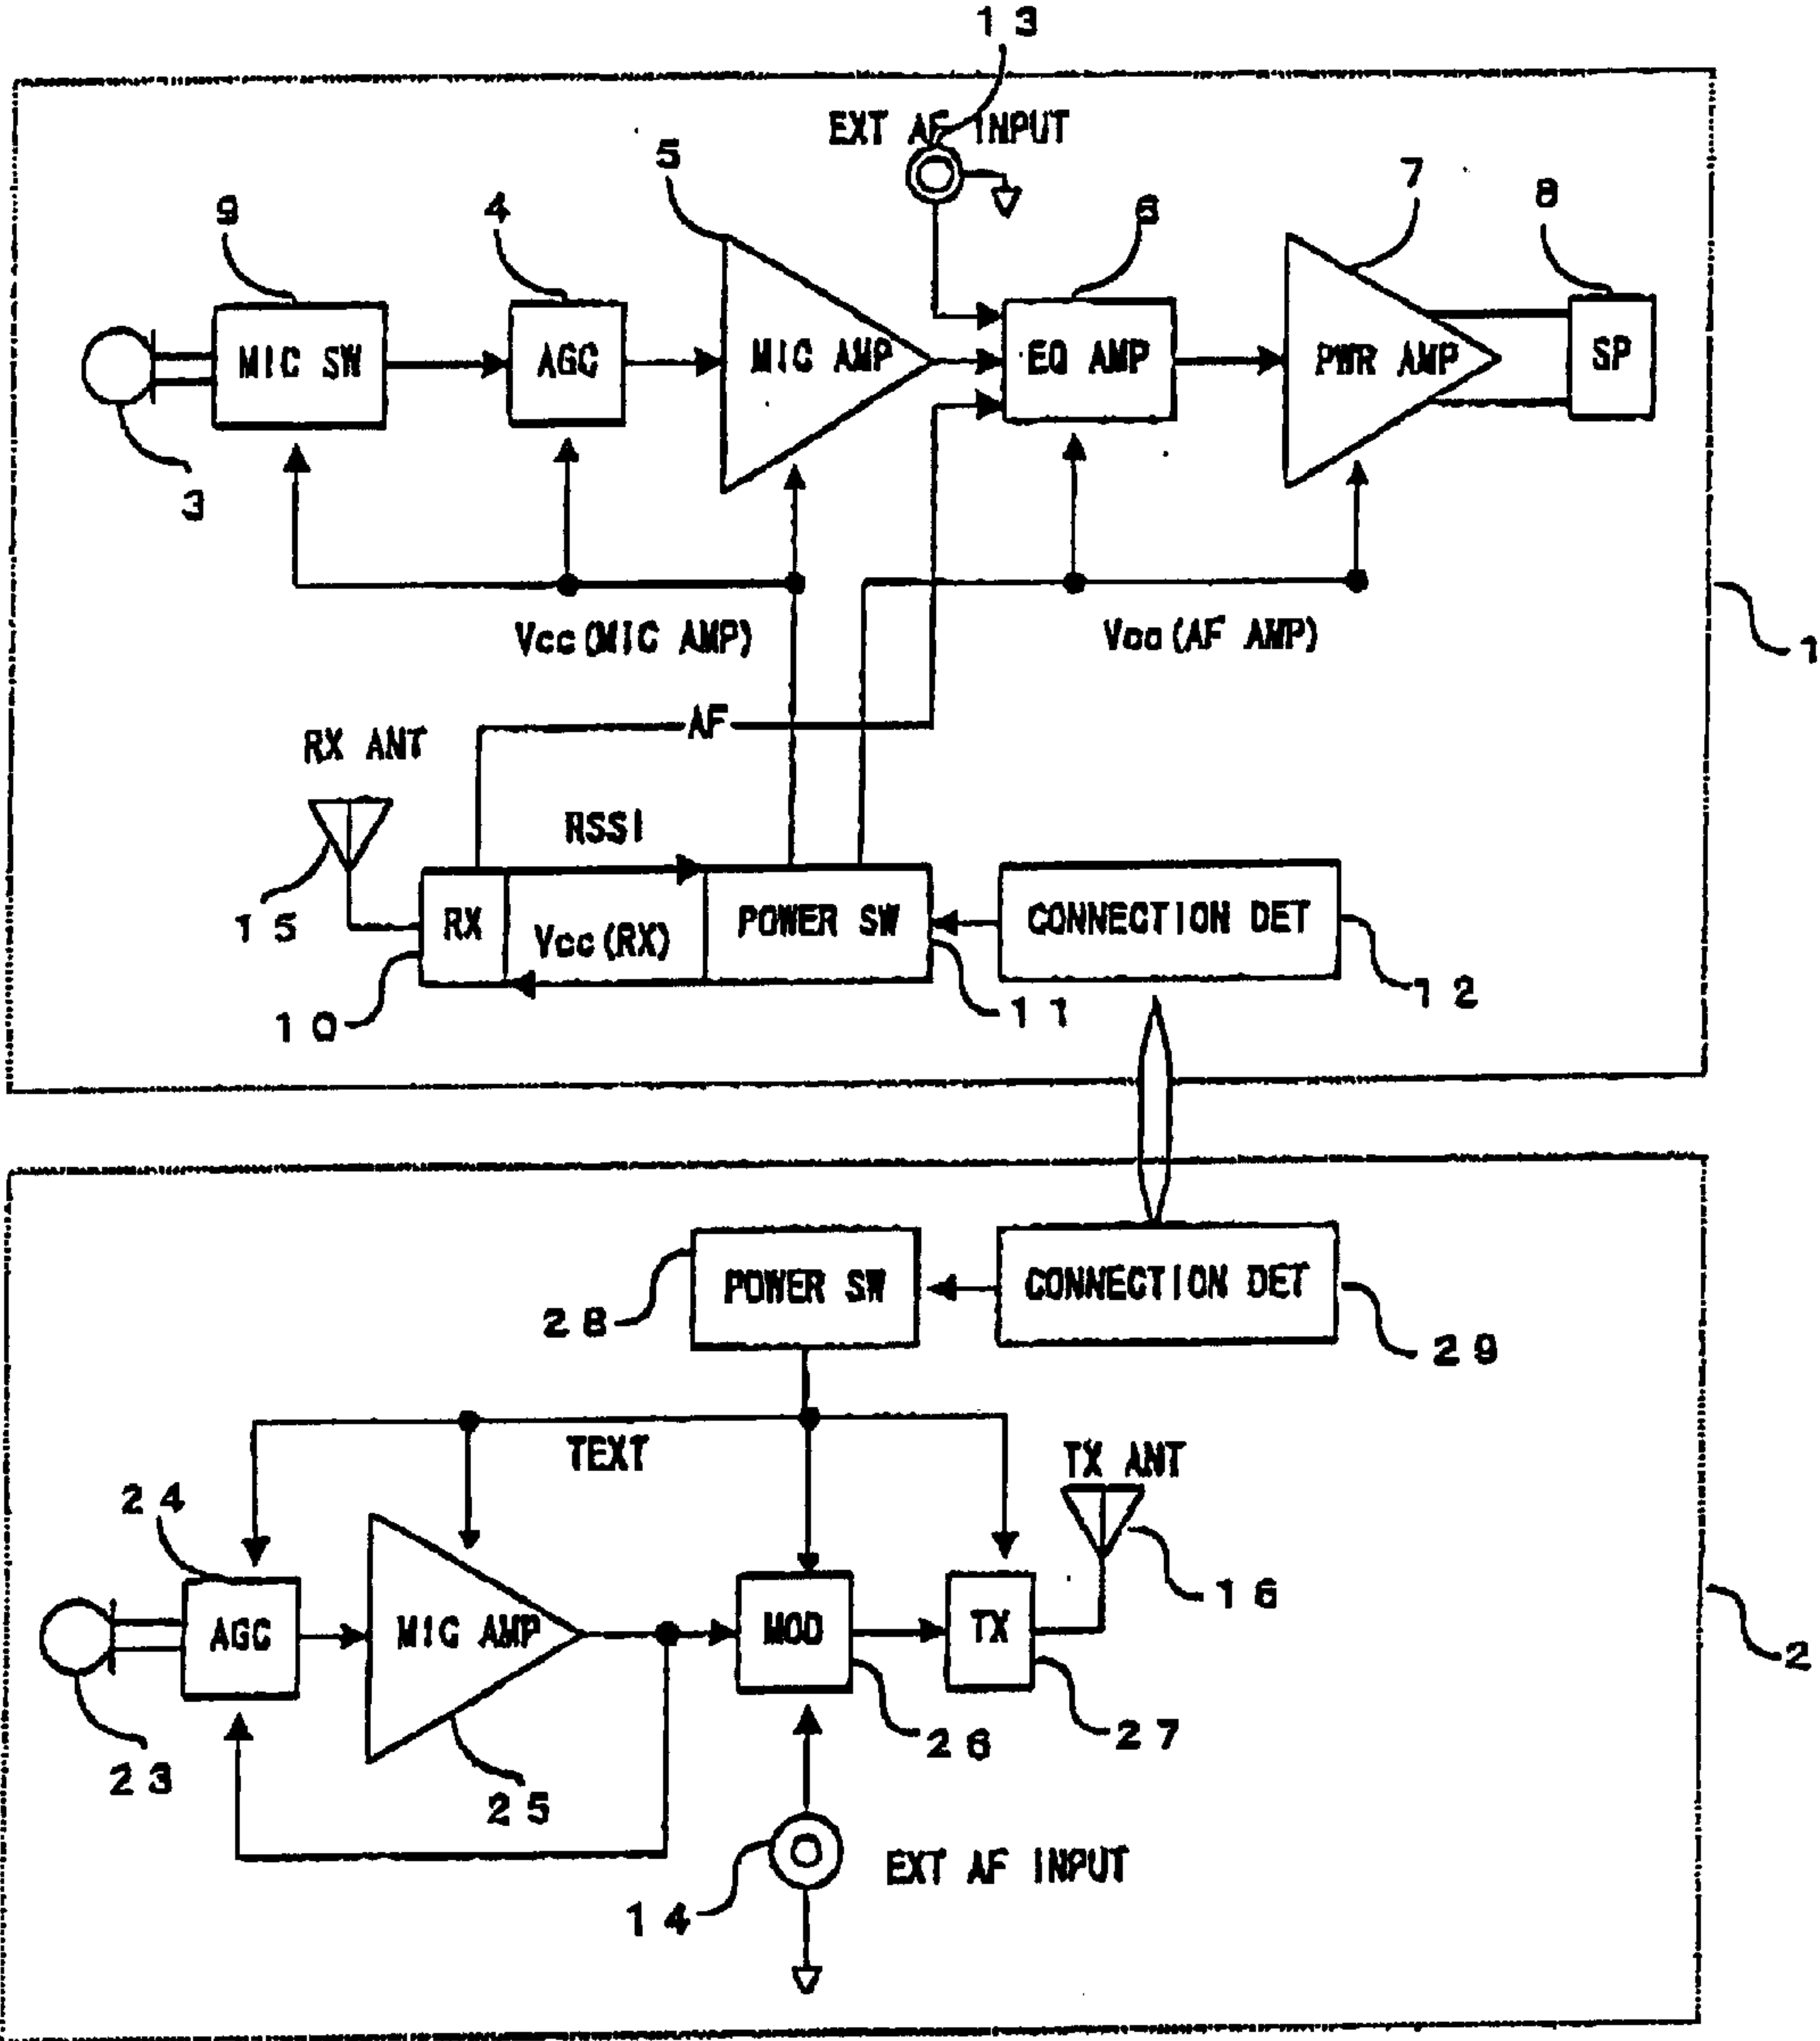 13
EXT AF INPUT
5
7
9
4
6
8
MIC SW
AGC
MIC AMP
EQ AMP
PWR AMP
SP
3
Vcc(MIC AMP)
Vcc(AF AMP)
1
AF
RX ANT
RSSI
15
RX
Vcc(RX)
POWER SW
CONNECTION DET
10
11
12
POWER SW
CONNECTION DET
28
29
TEXT
TX ANT
24
16
AGC
MIC AMP
MOD
TX
2
23
25
26
27
14
EXT AF INPUT